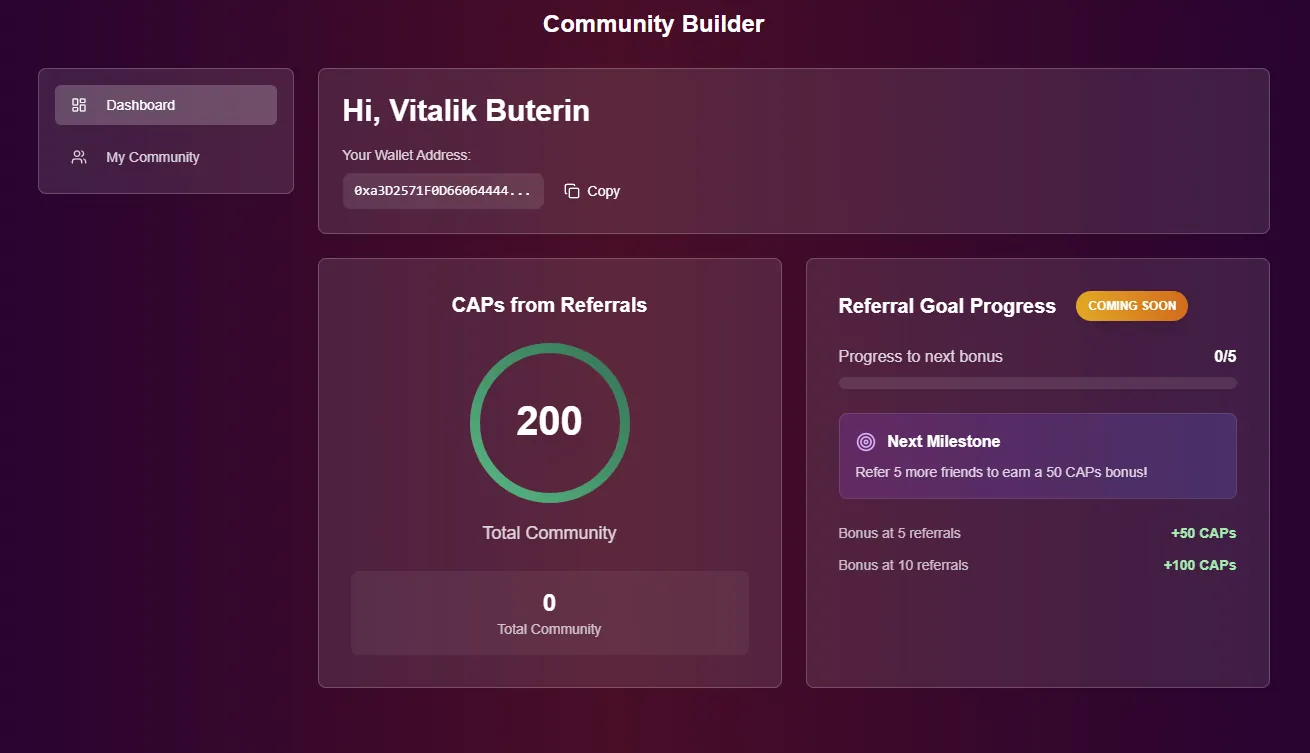 Community Builder
Dashboard
My Community
Hi, Vitalik Buterin
Your Wallet Address:
0xa3D2571F0D66064444...
Copy
CAPs from Referrals
200
Total Community
0
Total Community
Referral Goal Progress
COMING SOON
Progress to next bonus
0/5
Next Milestone
Refer 5 more friends to earn a 50 CAPs bonus!
Bonus at 5 referrals
+50 CAPs
Bonus at 10 referrals
+100 CAPs